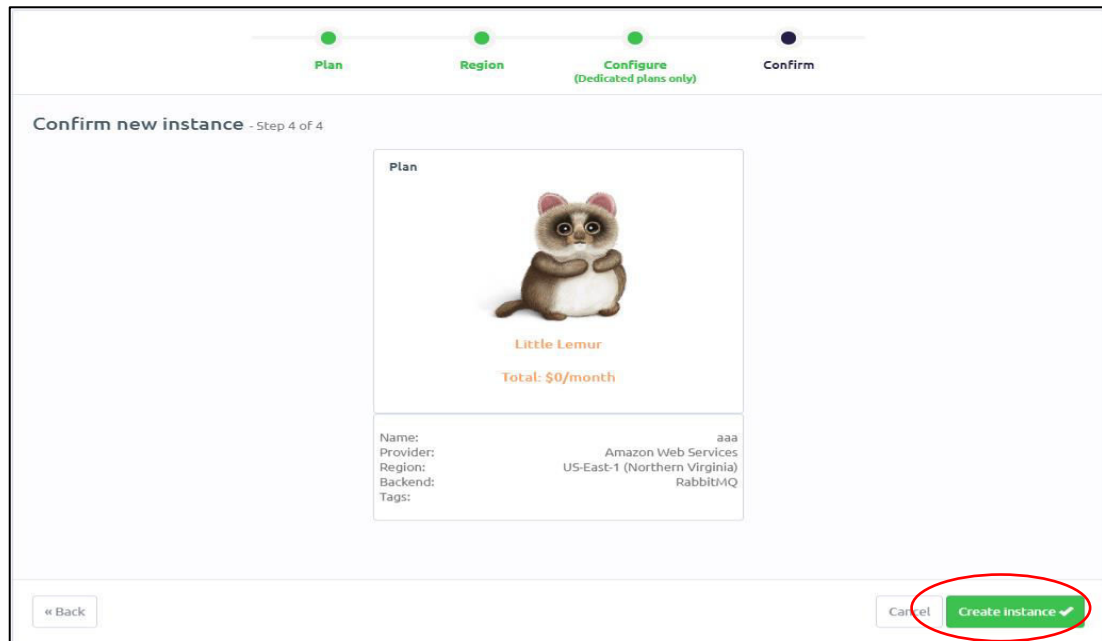 Plan Region Configure Confirm
(Dedicated plans only)
Confirm new instance - Step 4 of 4
Plan
Little Lemur
Total: $0/month
Name: aaa
Provider: Amazon Web Services
Region: US-East-1 (Northern Virginia)
Backend: RabbitMQ
Tags:
« Back Cancel Create instance ✔